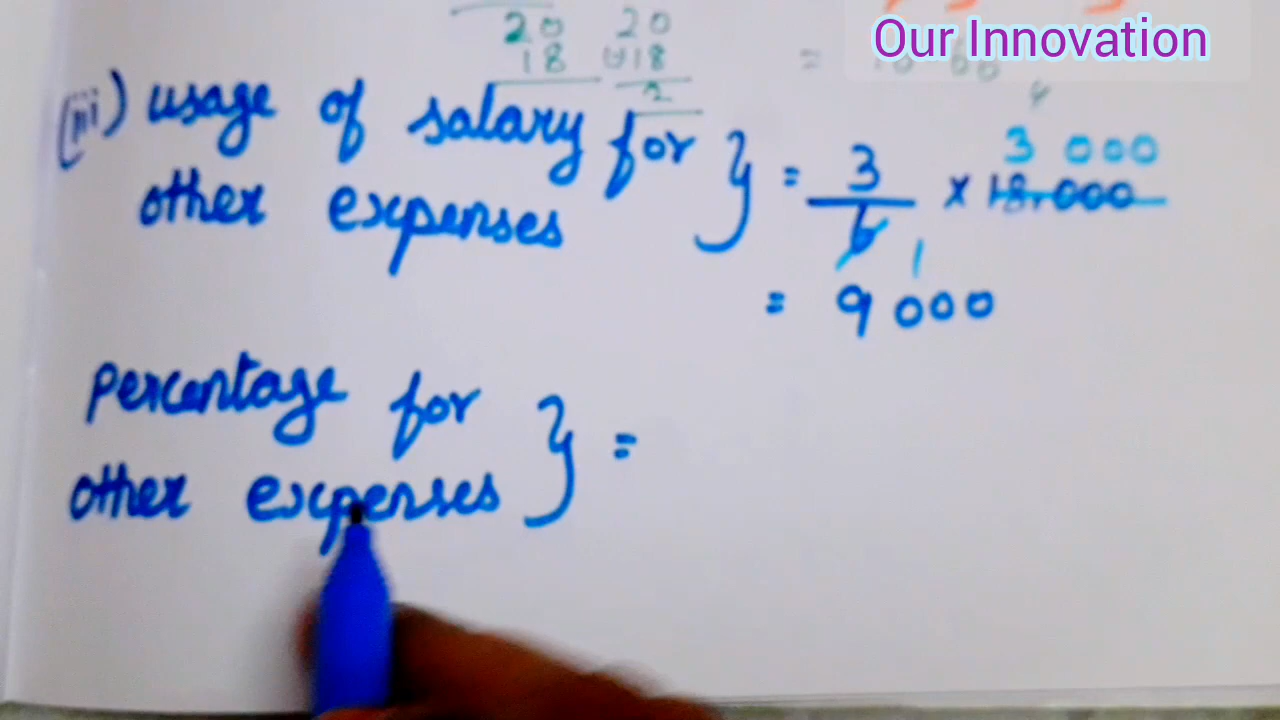 Our Innovation
20 20
18 18
2
(iii) usage of salary for } = 3/6 × 18,000 3 000
other expenses
1
= 9000
Percentage for } =
other expenses